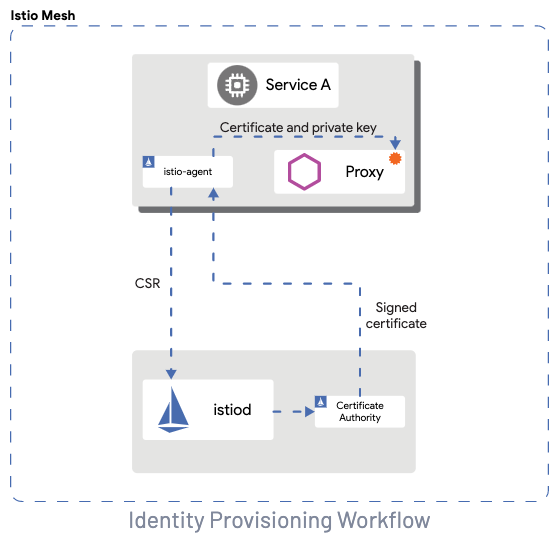 Istio Mesh
Service A
Certificate and private key
istio-agent
Proxy
CSR
Signed
certificate
istiod
Certificate
Authority
Identity Provisioning Workflow